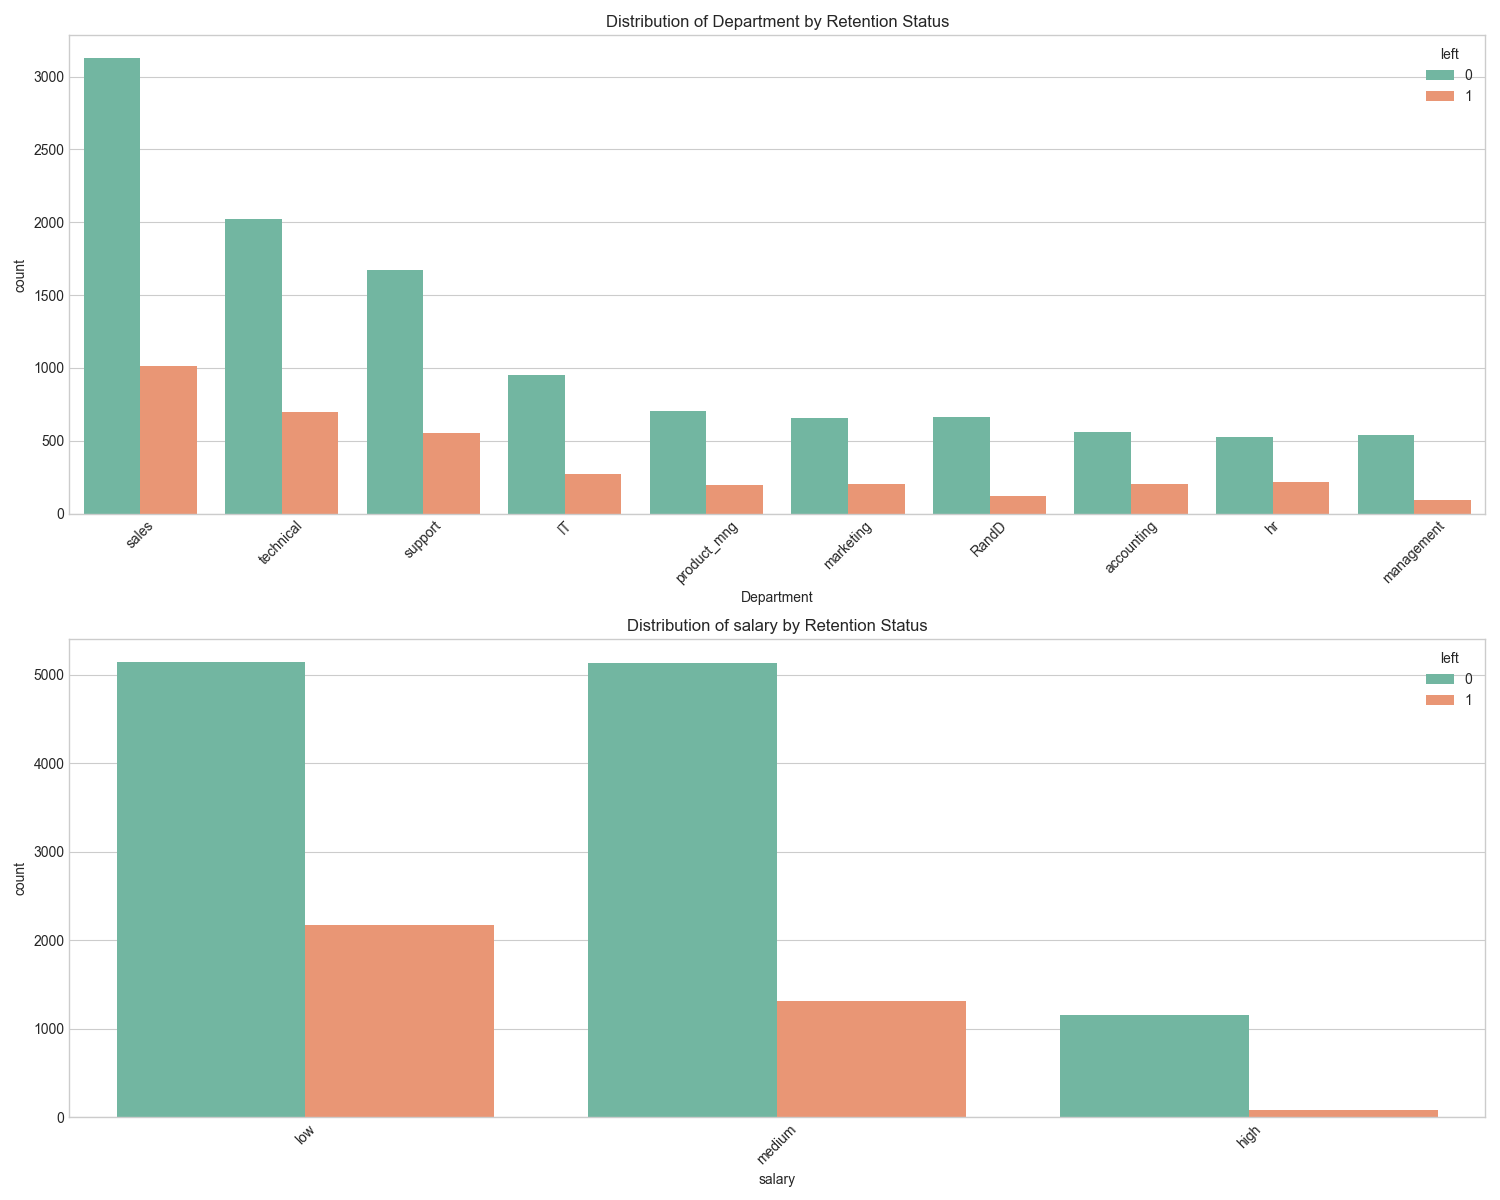 Distribution of Department by Retention Status
left
0
1
3000
2500
2000
1500
1000
500
0
count
sales
technical
support
IT
product_mng
marketing
RandD
accounting
hr
management
Department
Distribution of salary by Retention Status
left
0
1
5000
4000
3000
2000
1000
0
count
low
medium
high
salary